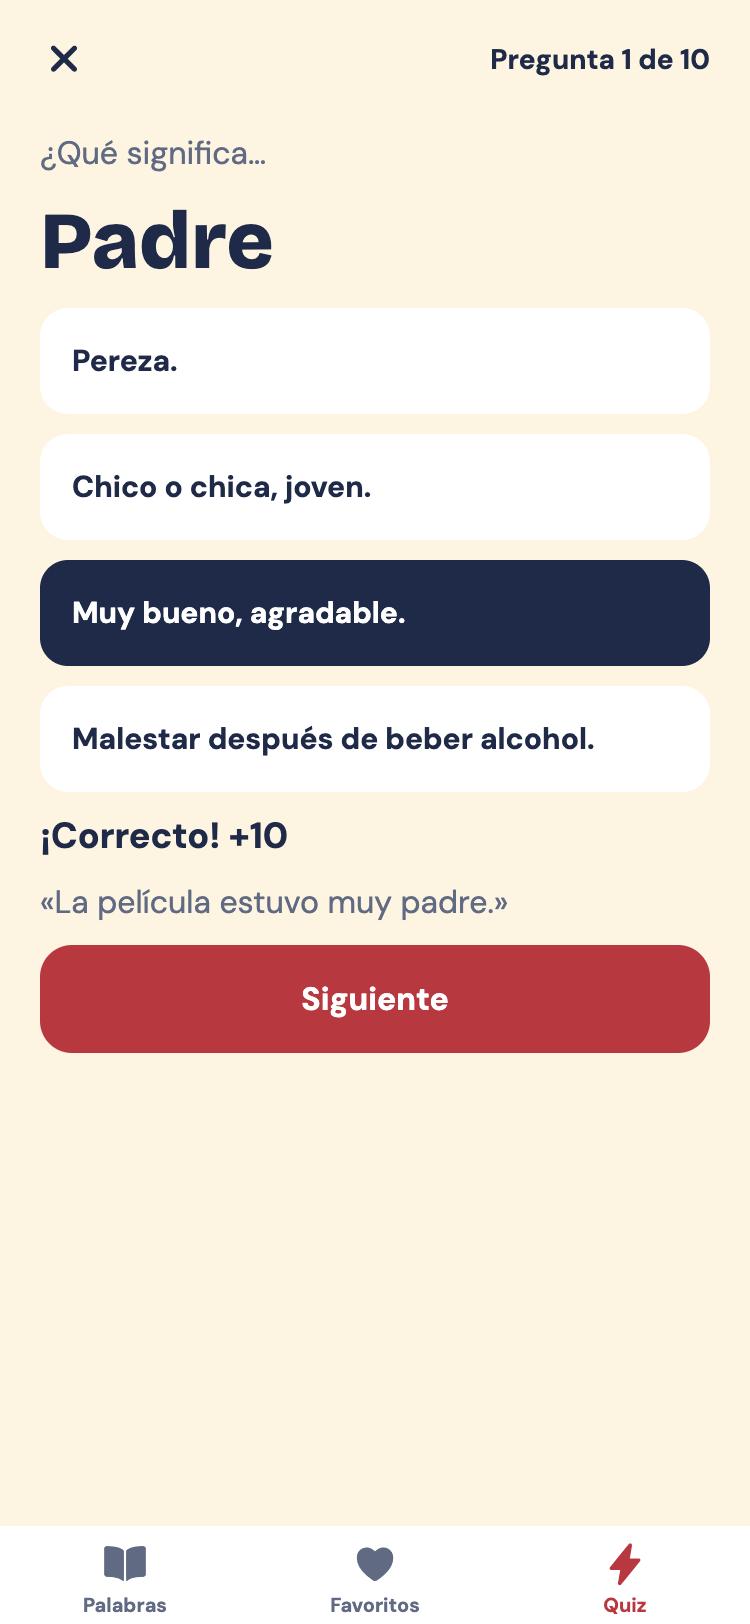 Pregunta 1 de 10
¿Qué significa...
Padre
Pereza.
Chico o chica, joven.
Muy bueno, agradable.
Malestar después de beber alcohol.
¡Correcto! +10
«La película estuvo muy padre.»
Siguiente
Palabras
Favoritos
Quiz